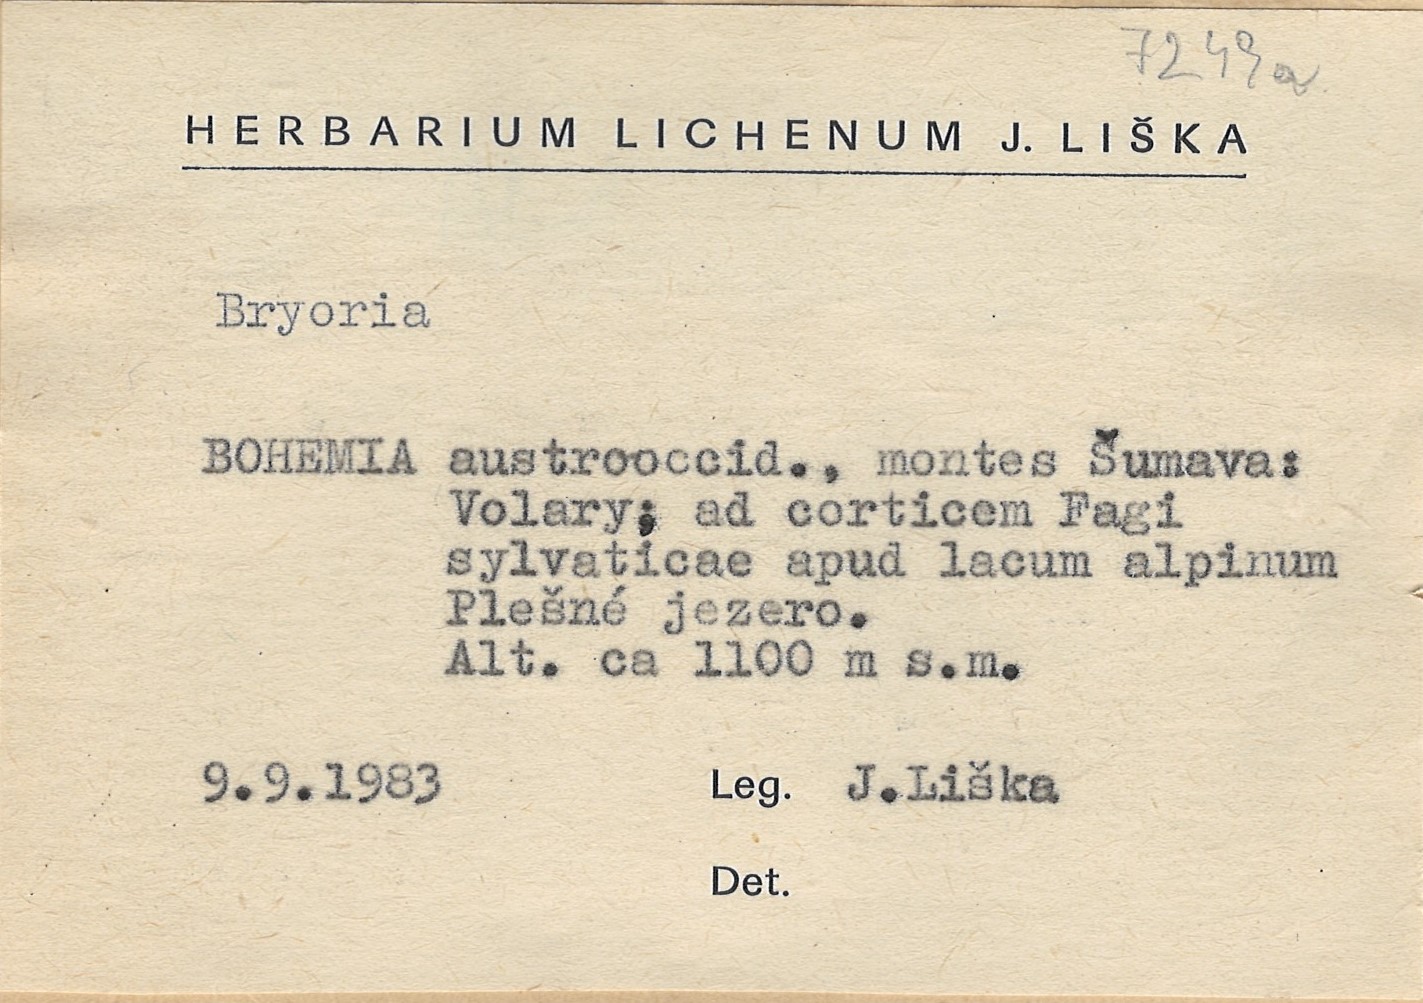 7249a
HERBARIUM LICHENUM J. LIŠKA
Bryoria
BOHEMIA austrooccid., montes Šumava:
Volary; ad corticem Fagi
sylvaticae apud lacum alpinum
Plešné jezero.
Alt. ca 1100 m s.m.
9.9.1983 Leg. J.Liška
Det.